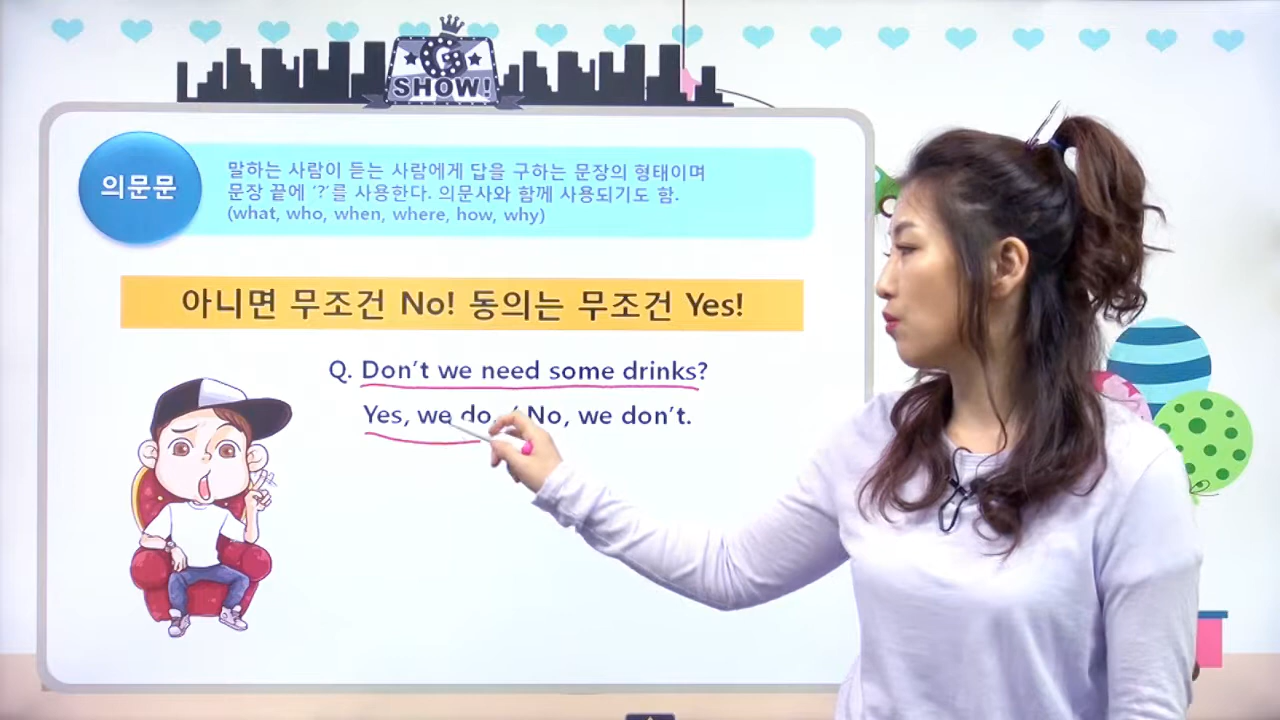 G
SHOW!
의문문
말하는 사람이 듣는 사람에게 답을 구하는 문장의 형태이며
문장 끝에 ‘?’를 사용한다. 의문사와 함께 사용되기도 함.
(what, who, when, where, how, why)
아니면 무조건 No! 동의는 무조건 Yes!
Q. Don’t we need some drinks?
Yes, we do. / No, we don’t.